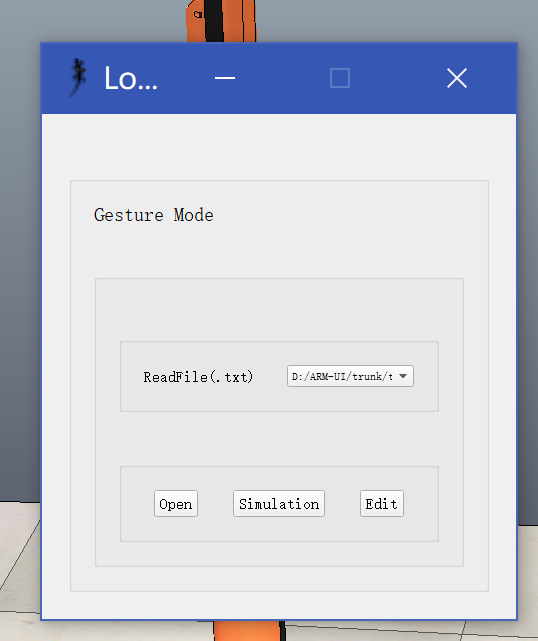 Lo...
Gesture Mode
ReadFile(.txt) D:/ARM-UI/trunk/t
Open Simulation Edit